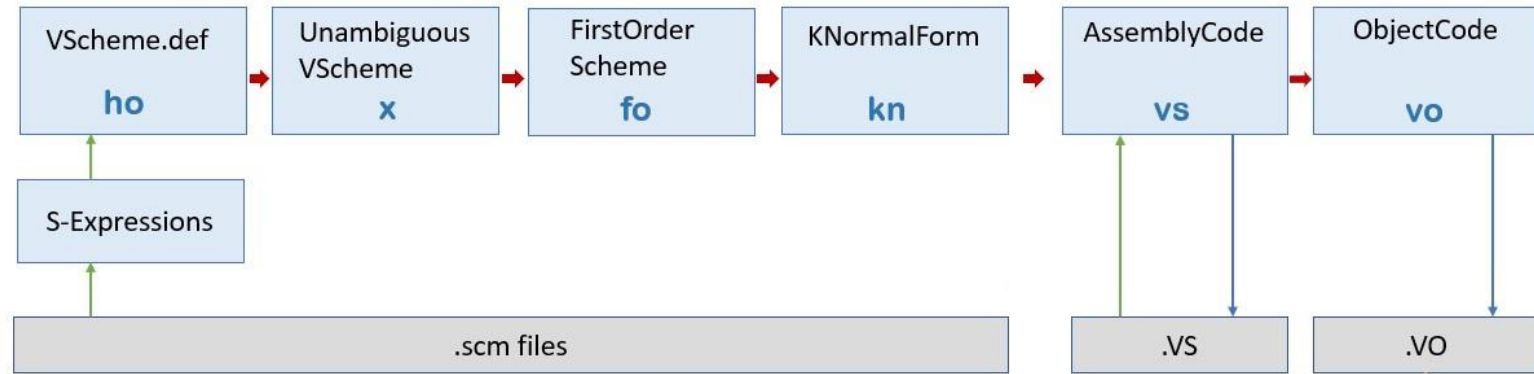 VScheme.def
ho
Unambiguous
VScheme
x
FirstOrder
Scheme
fo
KNormalForm
kn
AssemblyCode
vs
ObjectCode
vo
S-Expressions
.scm files
.VS
.VO